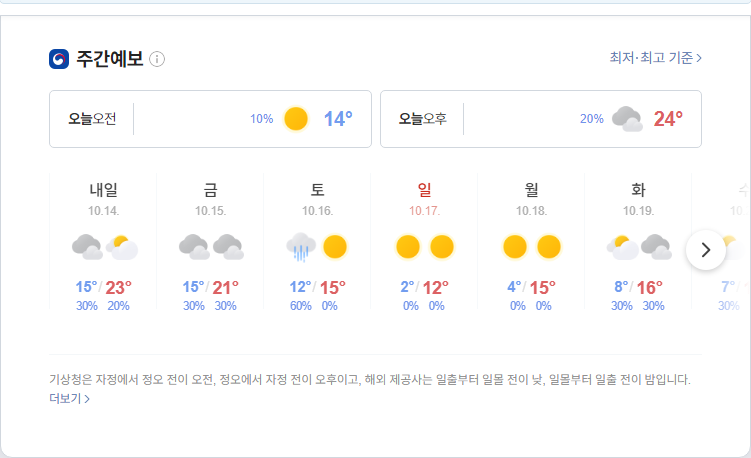 주간예보
최저·최고 기준
오늘오전 10% 14°
오늘오후 20% 24°
내일 금 토 일 월 화 수
10.14. 10.15. 10.16. 10.17. 10.18. 10.19. 10.
15°/23° 15°/21° 12°/15° 2°/12° 4°/15° 8°/16° 7°
30% 20% 30% 30% 60% 0% 0% 0% 0% 0% 30% 30% 30%
기상청은 자정에서 정오 전이 오전, 정오에서 자정 전이 오후이고, 해외 제공사는 일출부터 일몰 전이 낮, 일몰부터 일출 전이 밤입니다.
더보기